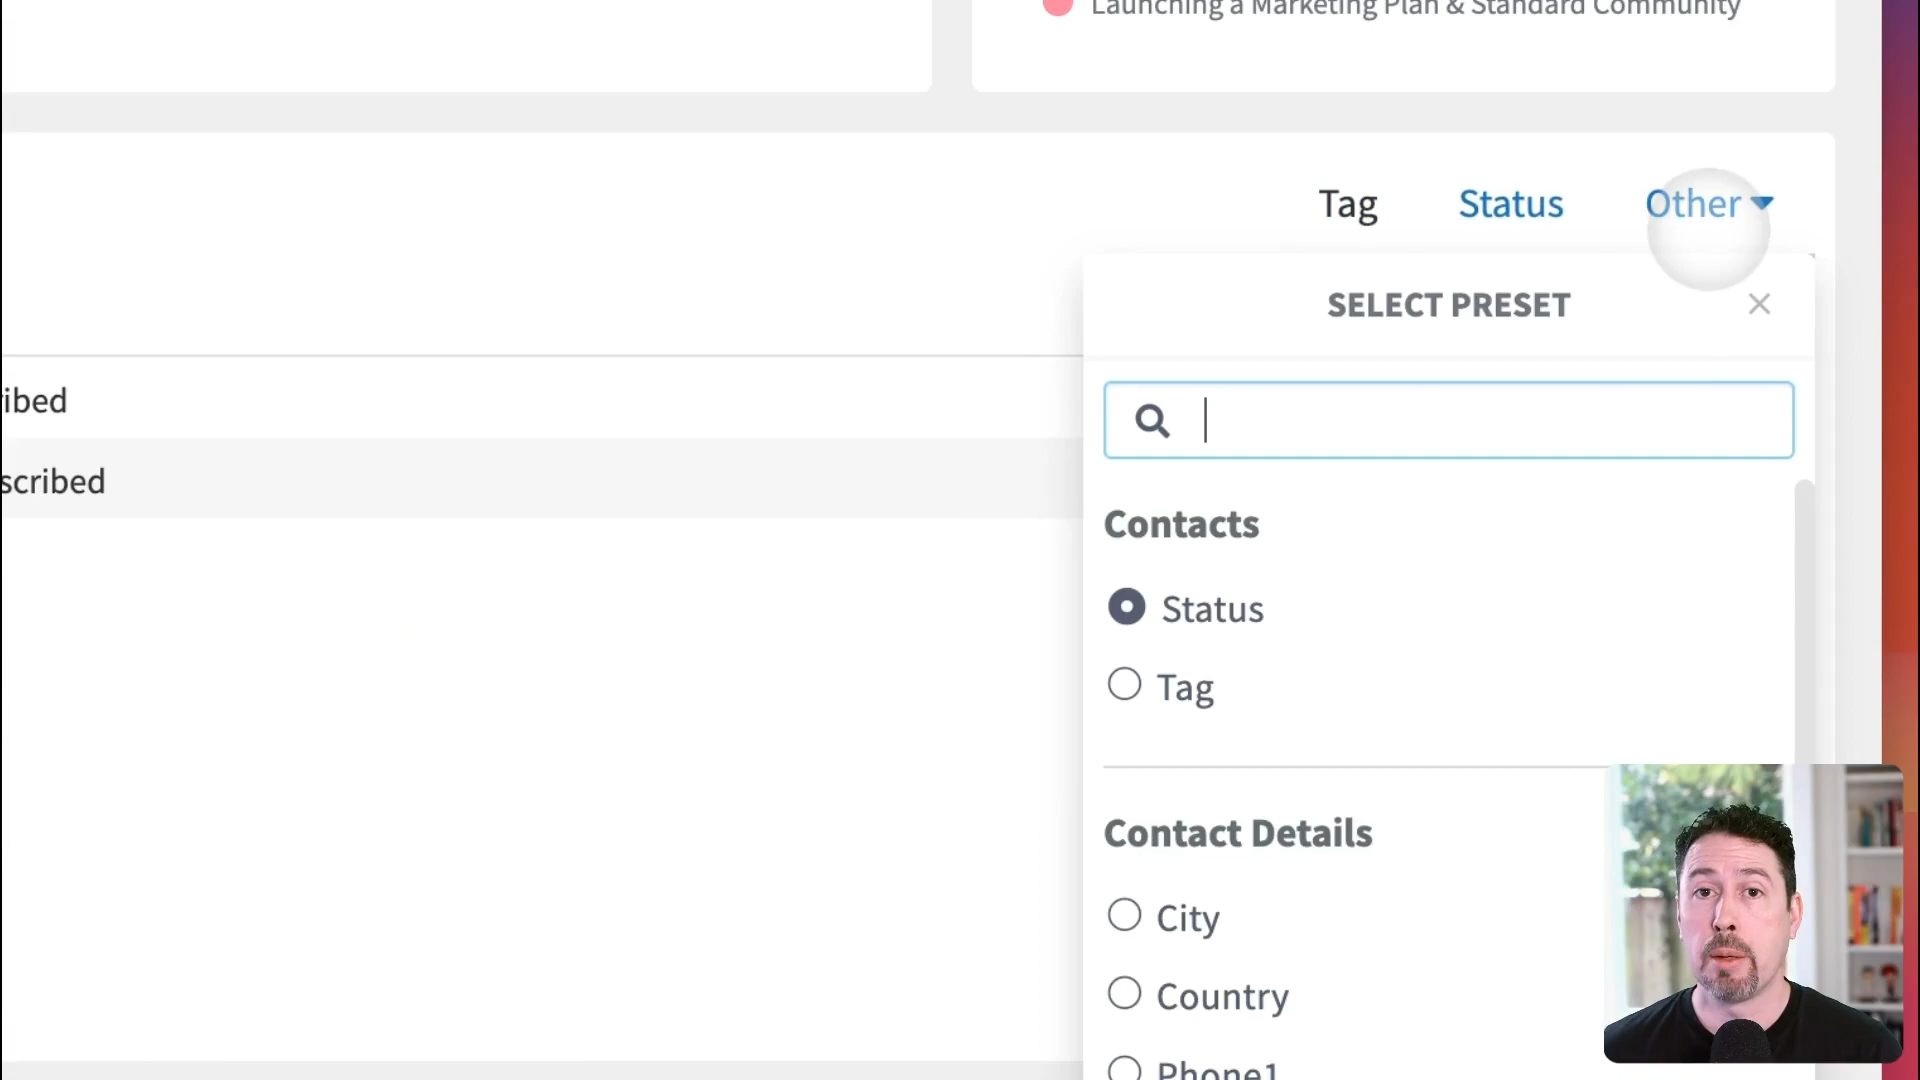 Launching a Marketing Plan & Standard Community
Tag Status Other
SELECT PRESET
ribed
scribed
Contacts
Status
Tag
Contact Details
City
Country
Phone1